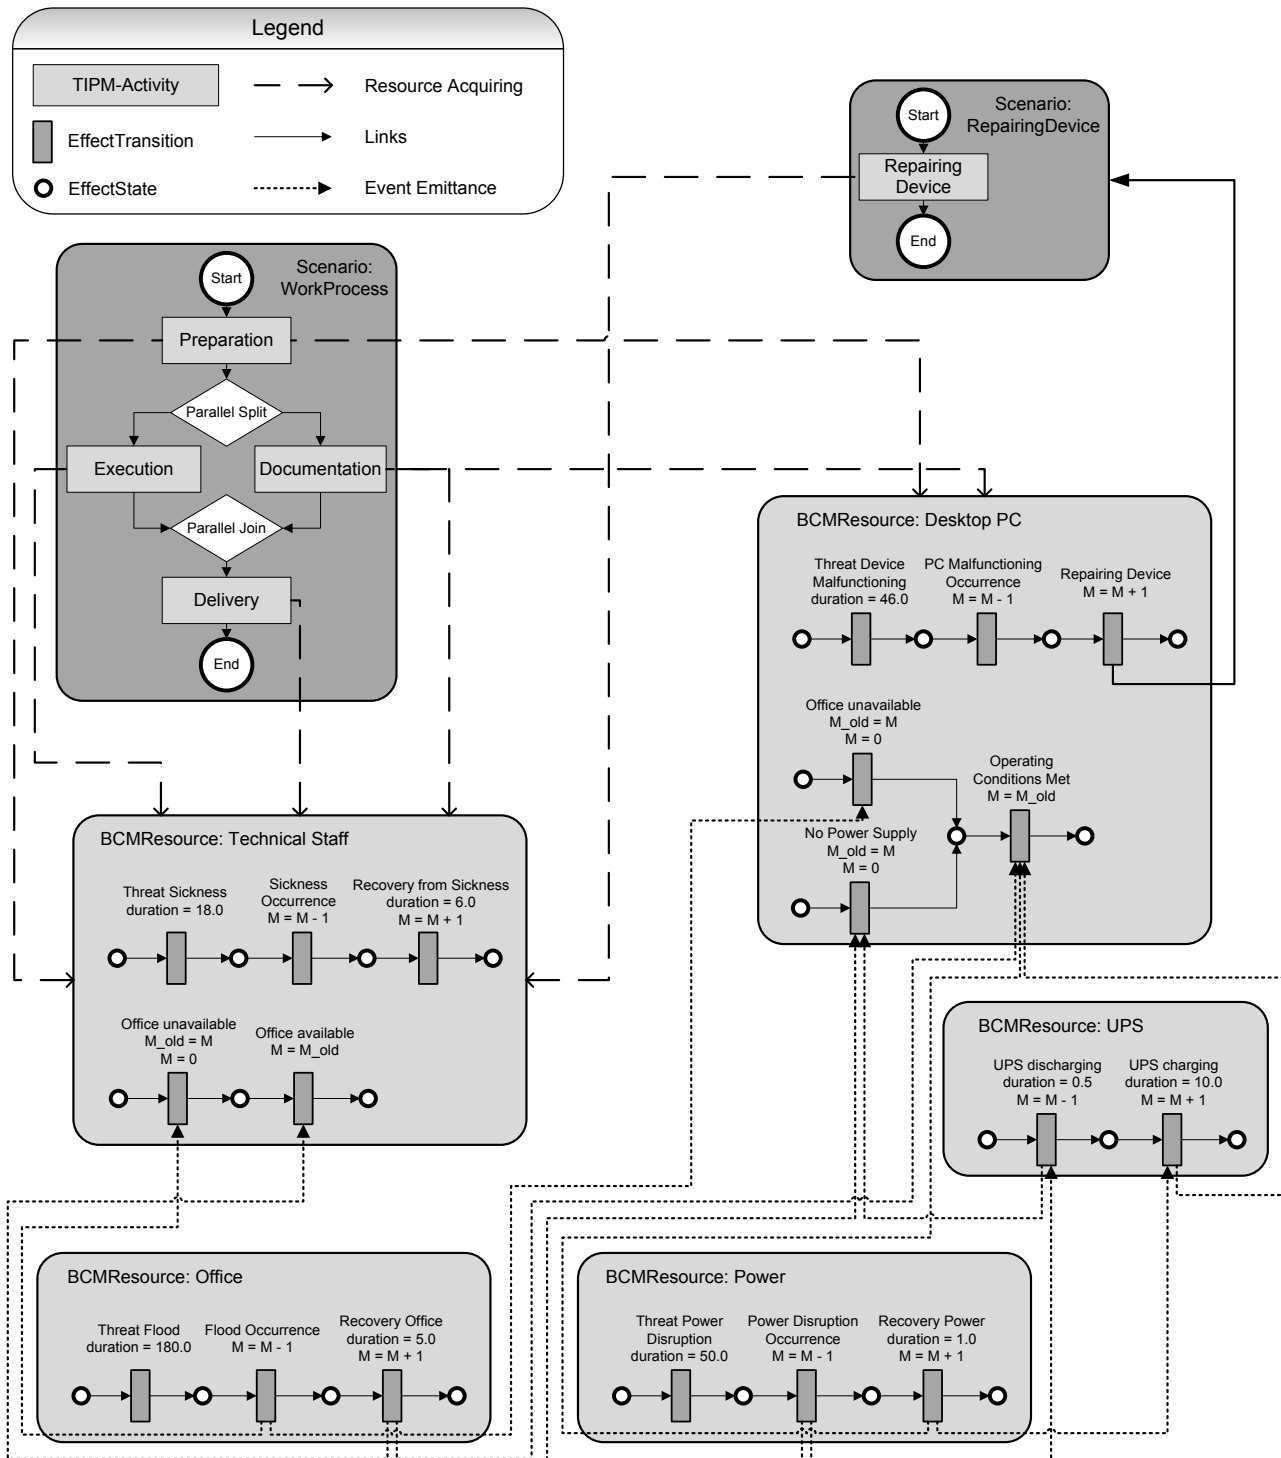 Legend
TIPM-Activity
Resource Acquiring
EffectTransition
Links
EffectState
Event Emittance
Start
Scenario:
RepairingDevice
Repairing
Device
End
Start
Scenario:
WorkProcess
Preparation
Parallel Split
Execution
Documentation
Parallel Join
Delivery
End
BCMResource: Desktop PC
Threat Device
Malfunctioning
duration = 46.0
PC Malfunctioning
Occurrence
M = M - 1
Repairing Device
M = M + 1
Office unavailable
M_old = M
M = 0
Operating
Conditions Met
M = M_old
No Power Supply
M_old = M
M = 0
BCMResource: Technical Staff
Threat Sickness
duration = 18.0
Sickness
Occurrence
M = M - 1
Recovery from Sickness
duration = 6.0
M = M + 1
Office unavailable
M_old = M
M = 0
Office available
M = M_old
BCMResource: UPS
UPS discharging
duration = 0.5
M = M - 1
UPS charging
duration = 10.0
M = M + 1
BCMResource: Office
Threat Flood
duration = 180.0
Flood Occurrence
M = M - 1
Recovery Office
duration = 5.0
M = M + 1
BCMResource: Power
Threat Power
Disruption
duration = 50.0
Power Disruption
Occurrence
M = M - 1
Recovery Power
duration = 1.0
M = M + 1